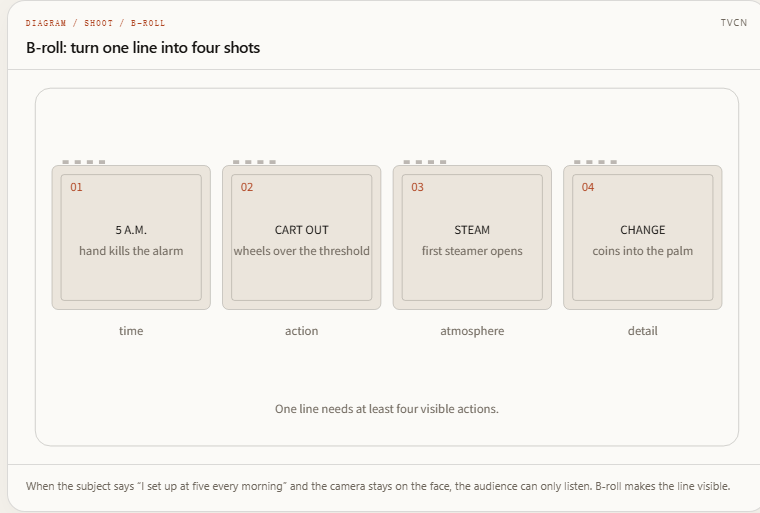 DIAGRAM / SHOOT / B-ROLL
TVCN
B-roll: turn one line into four shots
01
5 A.M.
hand kills the alarm
time
02
CART OUT
wheels over the threshold
action
03
STEAM
first steamer opens
atmosphere
04
CHANGE
coins into the palm
detail
One line needs at least four visible actions.
When the subject says “I set up at five every morning” and the camera stays on the face, the audience can only listen. B-roll makes the line visible.